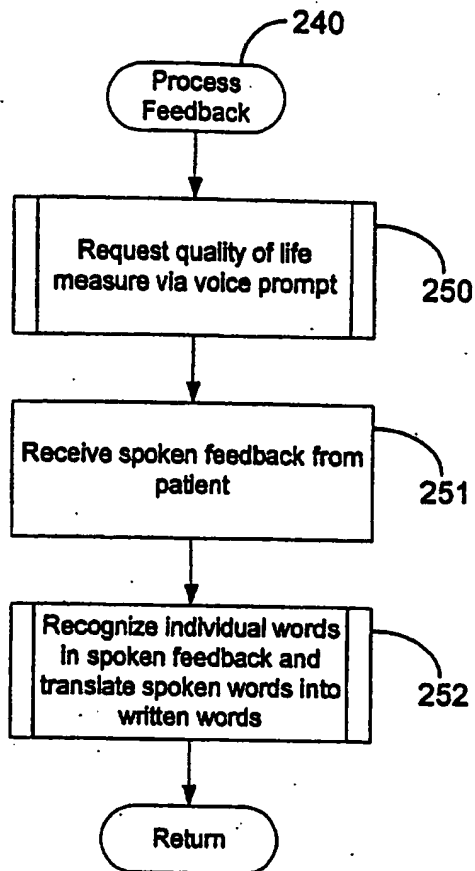 240
Process
Feedback
Request quality of life
measure via voice prompt
250
Receive spoken feedback from
patient
251
Recognize individual words
in spoken feedback and
translate spoken words into
written words
252
Return